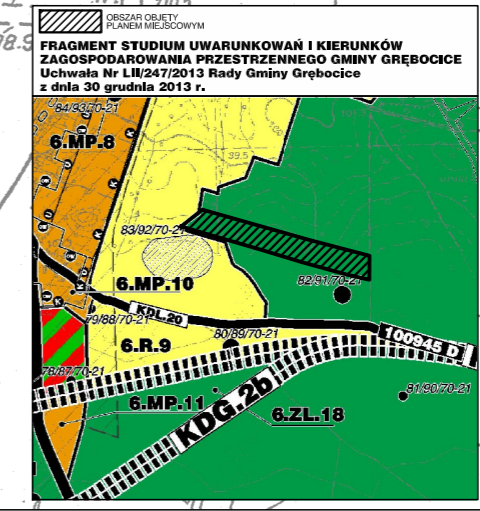 OBSZAR OBJĘTY
PLANEM MIEJSCOWYM
FRAGMENT STUDIUM UWARUNKOWAŃ I KIERUNKÓW
ZAGOSPODAROWANIA PRZESTRZENNEGO GMINY GRĘBOCICE
Uchwała Nr LII/247/2013 Rady Gminy Grębocice
z dnia 30 grudnia 2013 r.
84/93/70-21
6.MP.8
39.5
83/92/70-21
82/91/70-21
6.MP.10
79/88/70-21
KDL.20
6.R.9
80/89/70-21
100945 D
78/87/70-21
81/90/70-21
6.MP.11
KDG.2b
6.ZL.18